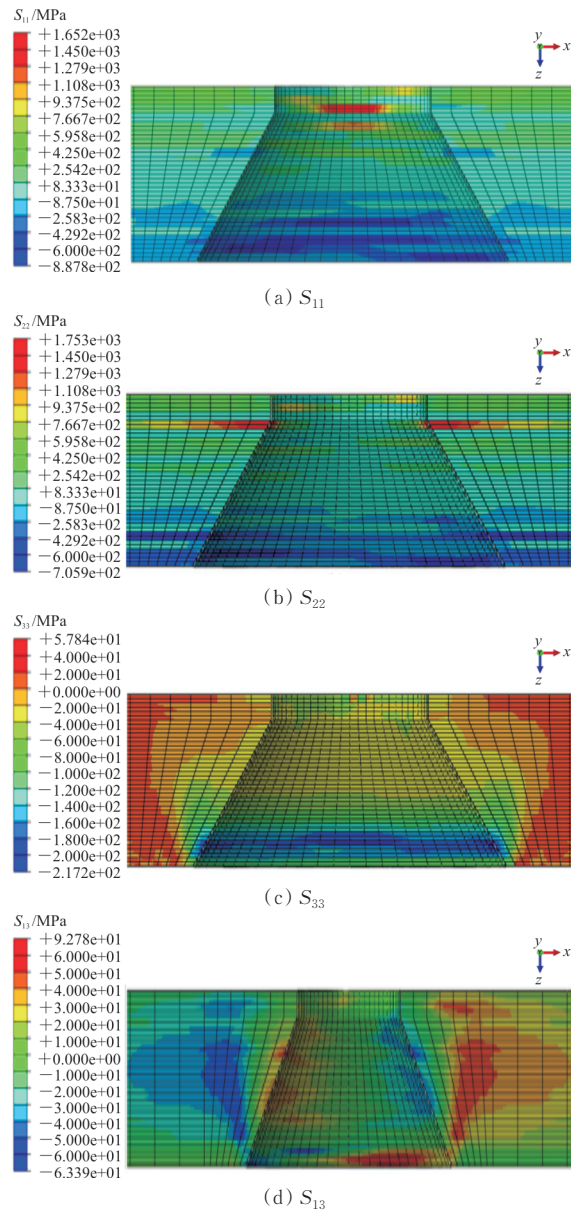 S₁₁/MPa
+1.652e+03
+1.450e+03
+1.279e+03
+1.108e+03
+9.375e+02
+7.667e+02
+5.958e+02
+4.250e+02
+2.542e+02
+8.333e+01
−8.750e+01
−2.583e+02
−4.292e+02
−6.000e+02
−8.878e+02
y
x
z
(a) S₁₁
S₂₂/MPa
+1.753e+03
+1.450e+03
+1.279e+03
+1.108e+03
+9.375e+02
+7.667e+02
+5.958e+02
+4.250e+02
+2.542e+02
+8.333e+01
−8.750e+01
−2.583e+02
−4.292e+02
−6.000e+02
−7.059e+02
y
x
z
(b) S₂₂
S₃₃/MPa
+5.784e+01
+4.000e+01
+2.000e+01
+0.000e+00
−2.000e+01
−4.000e+01
−6.000e+01
−8.000e+01
−1.000e+02
−1.200e+02
−1.400e+02
−1.600e+02
−1.800e+02
−2.000e+02
−2.172e+02
y
x
z
(c) S₃₃
S₁₃/MPa
+9.278e+01
+6.000e+01
+5.000e+01
+4.000e+01
+3.000e+01
+2.000e+01
+1.000e+01
+0.000e+00
−1.000e+01
−2.000e+01
−3.000e+01
−4.000e+01
−5.000e+01
−6.000e+01
−6.339e+01
y
x
z
(d) S₁₃